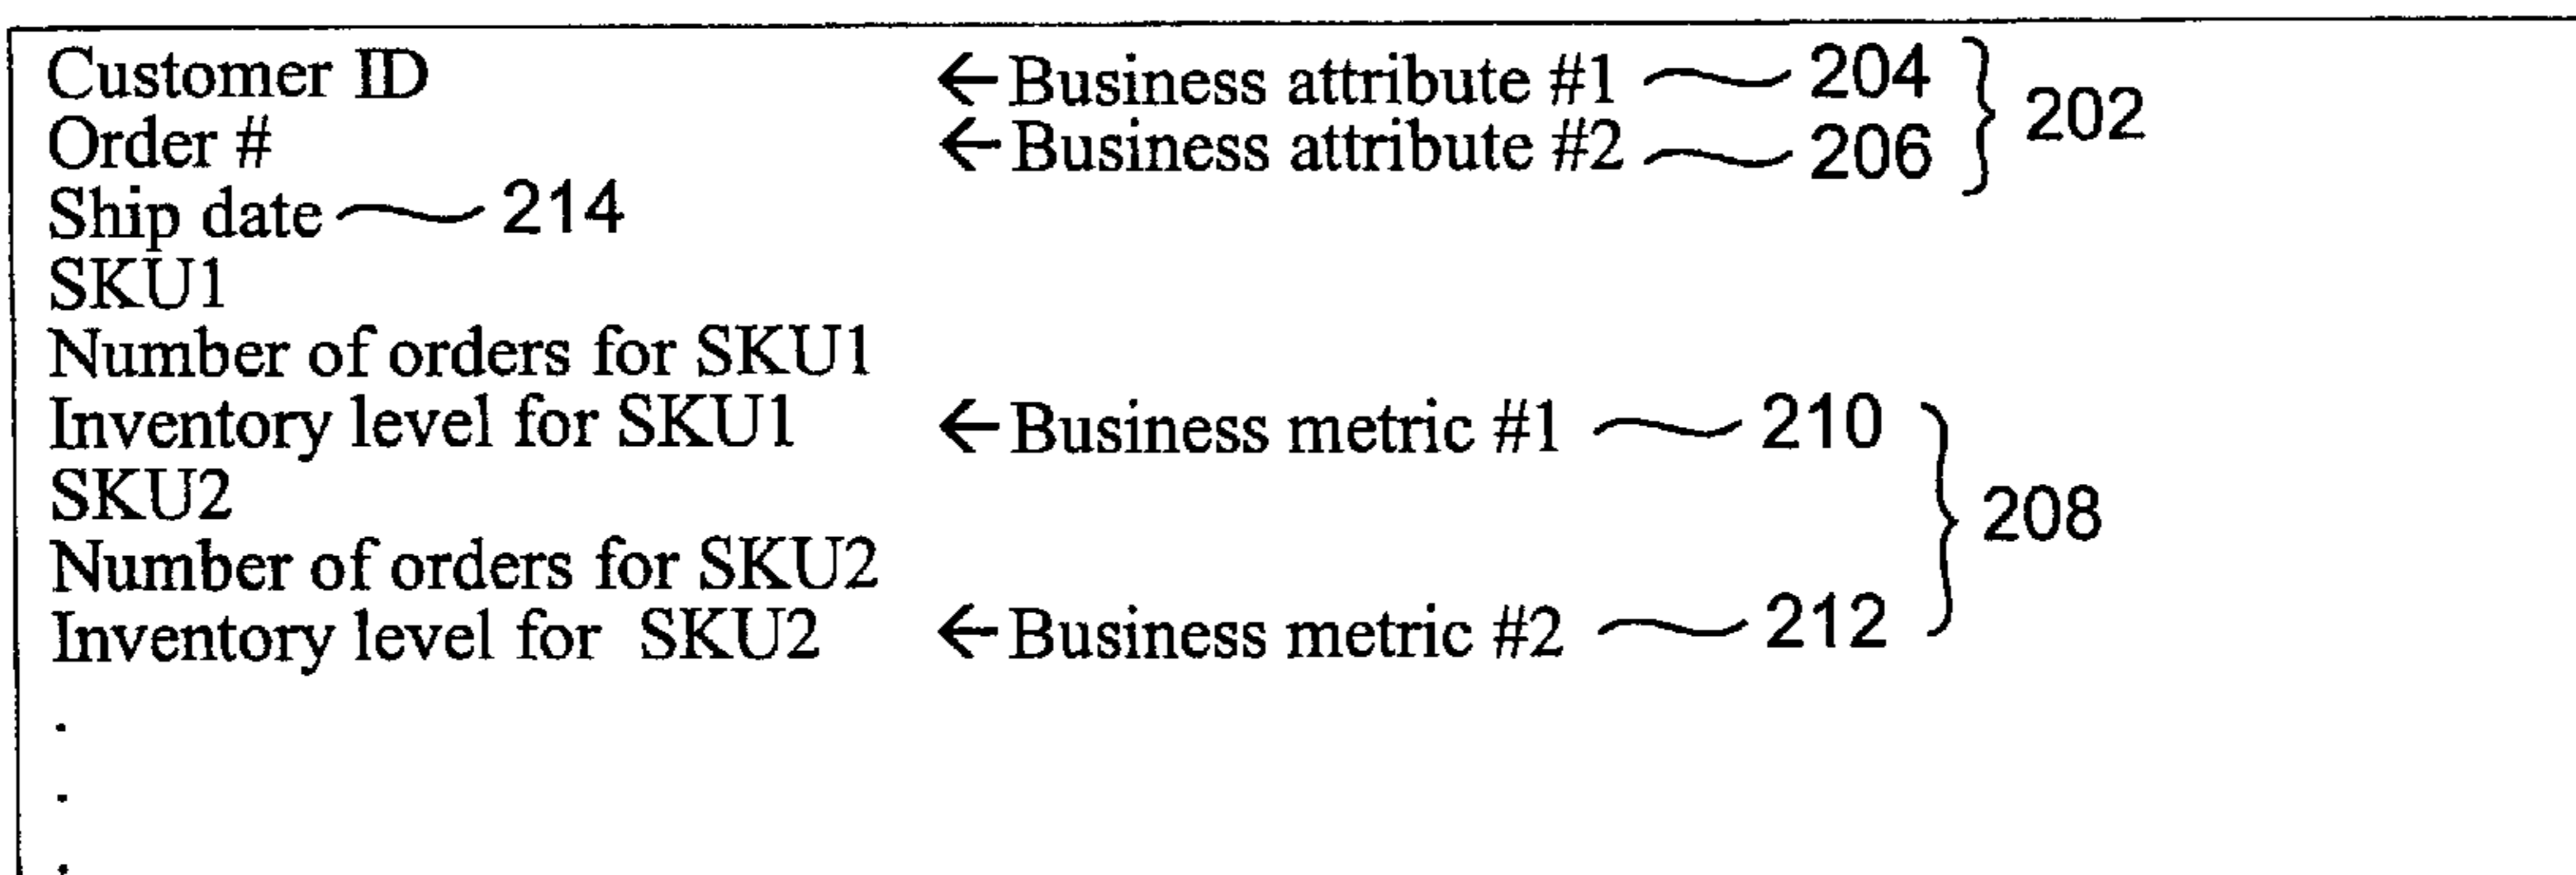 Customer ID ←Business attribute #1 204
Order # ←Business attribute #2 206 202
Ship date 214
SKU1
Number of orders for SKU1
Inventory level for SKU1 ←Business metric #1 210
SKU2 208
Number of orders for SKU2
Inventory level for SKU2 ←Business metric #2 212
.
.
.